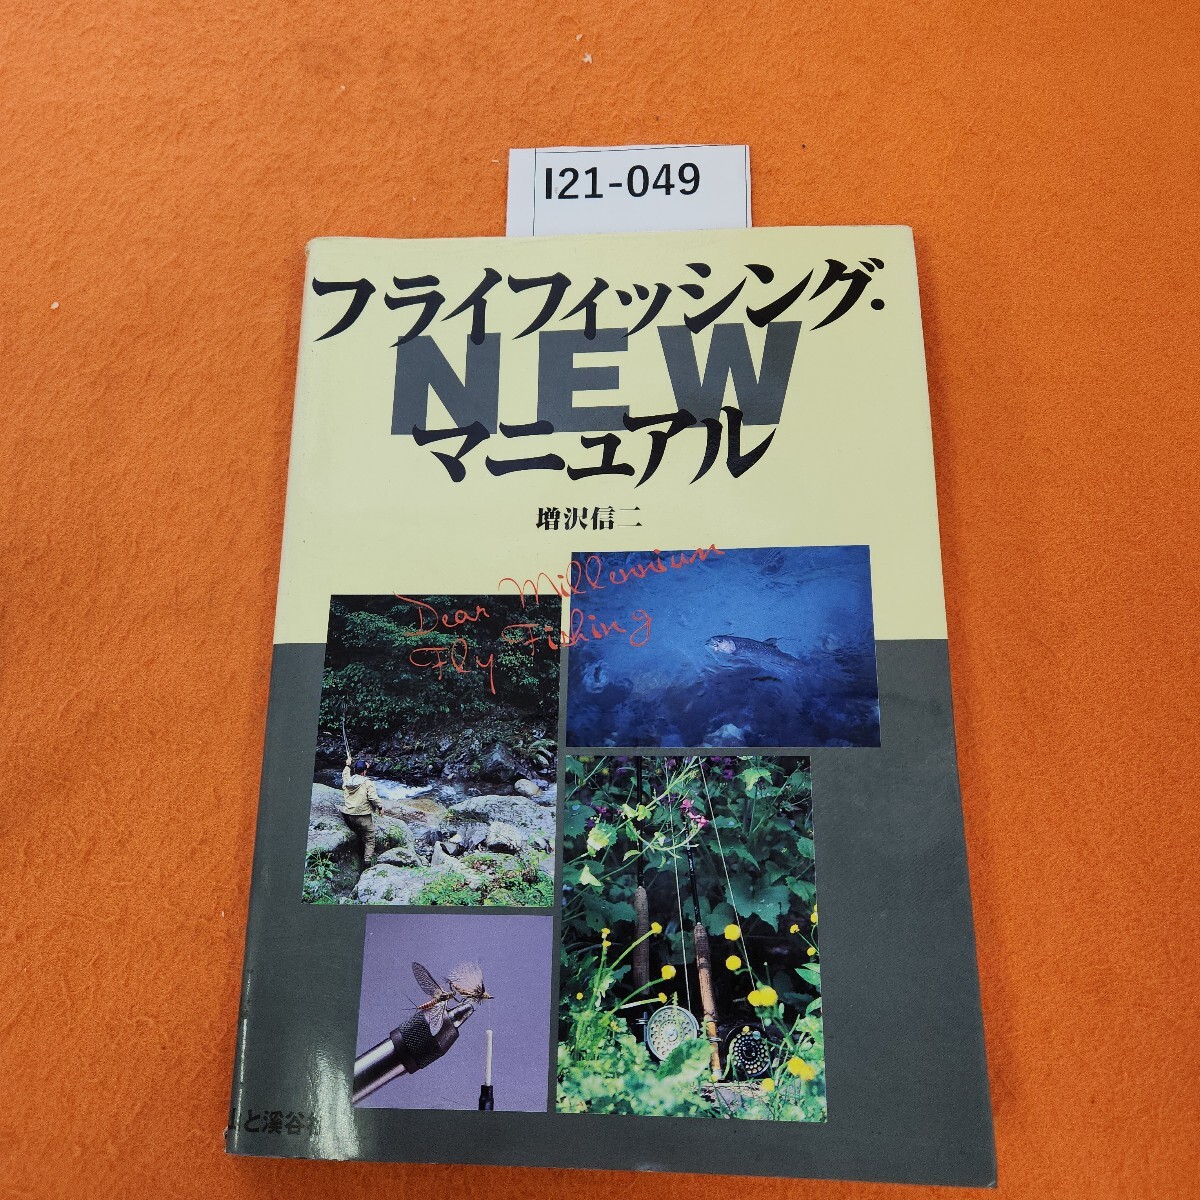 I21-049
フライフィッシング・
NEW
マニュアル
増沢信二
Dear Millennium
Fly Fishing
と溪谷社